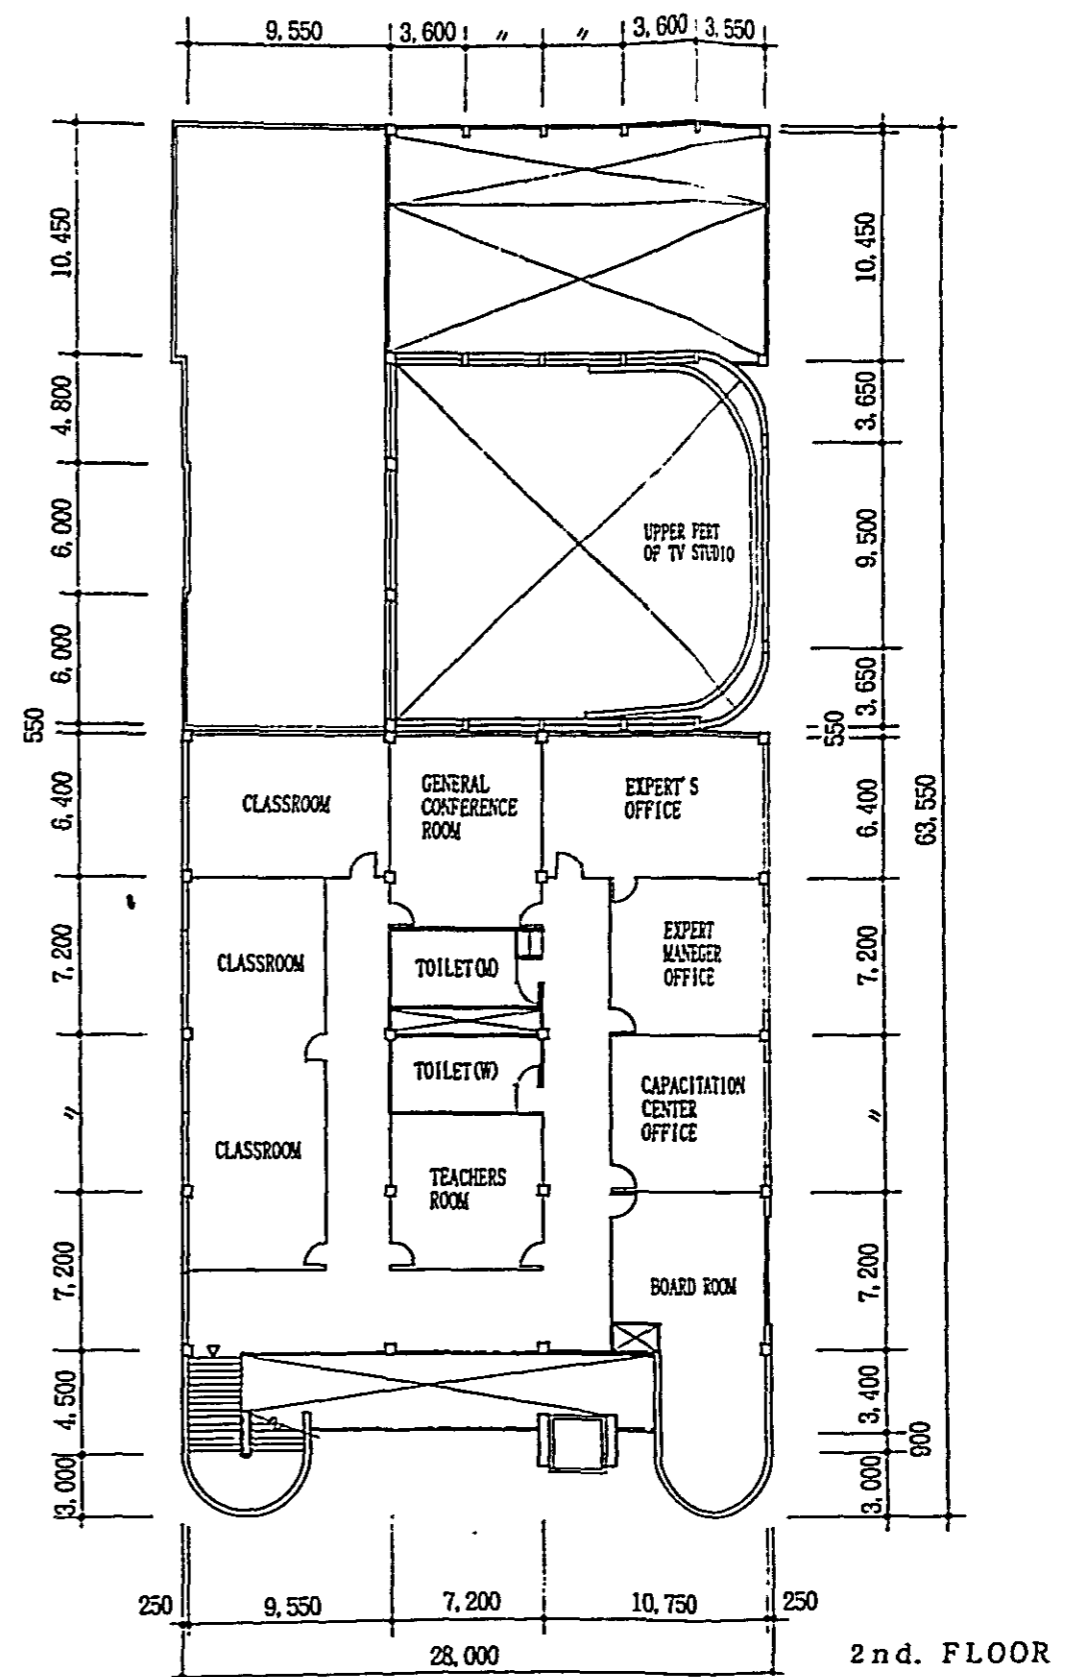 9,550 3,600 〃 〃 3,600 3,550
10,450
4,800
6,000
6,000
550
6,400
7,200
〃
7,200
4,500
3,000
10,450
3,650
9,500
3,650
550
6,400
7,200
〃
7,200
3,400
900
3,000
63,550
UPPER PERT
OF TV STUDIO
CLASSROOM
GENERAL
CONFERENCE
ROOM
EXPERT'S
OFFICE
CLASSROOM
TOILET(M)
EXPERT
MANEGER
OFFICE
TOILET(W)
CAPACITATION
CENTER
OFFICE
CLASSROOM
TEACHERS
ROOM
BOARD ROOM
250 9,550 7,200 10,750 250
28,000
2nd. FLOOR